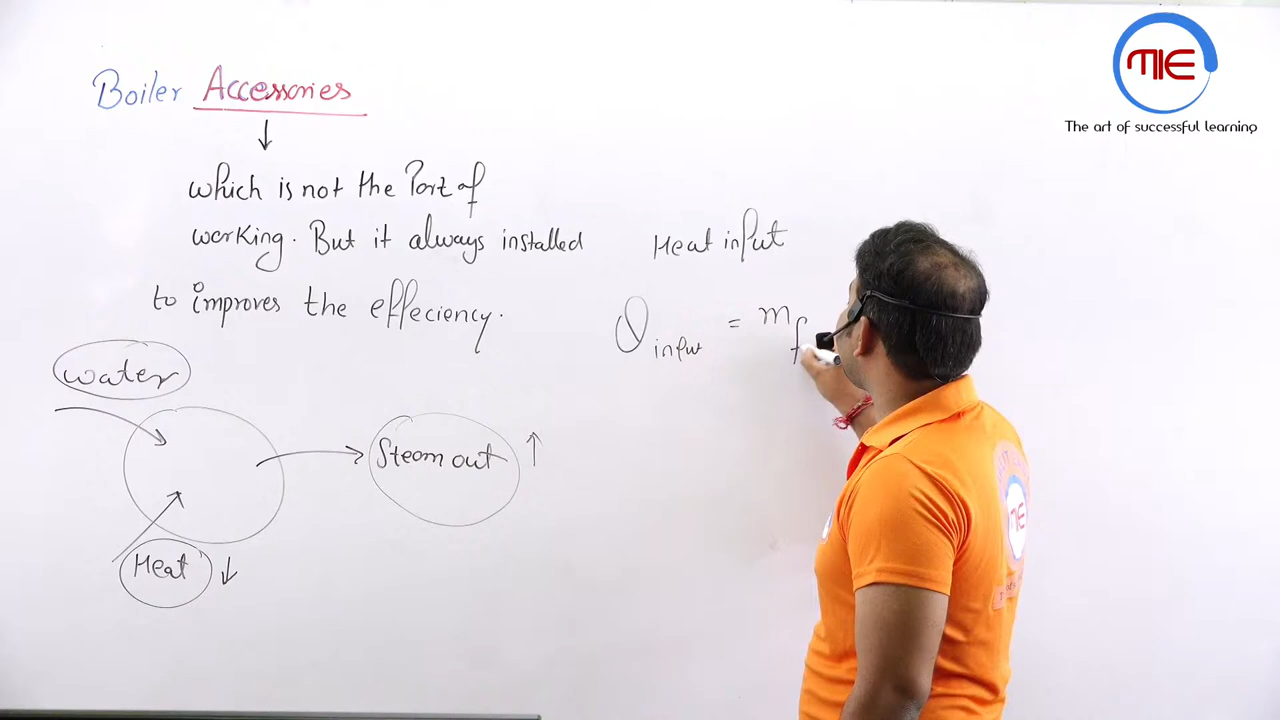 Boiler Accessories
↓
which is not the Part of
working. But it always installed
to improves the effeciency.
water
Steam out ↑
Heat ↓
Heat input
Q input = m f
MIE
The art of successful learning